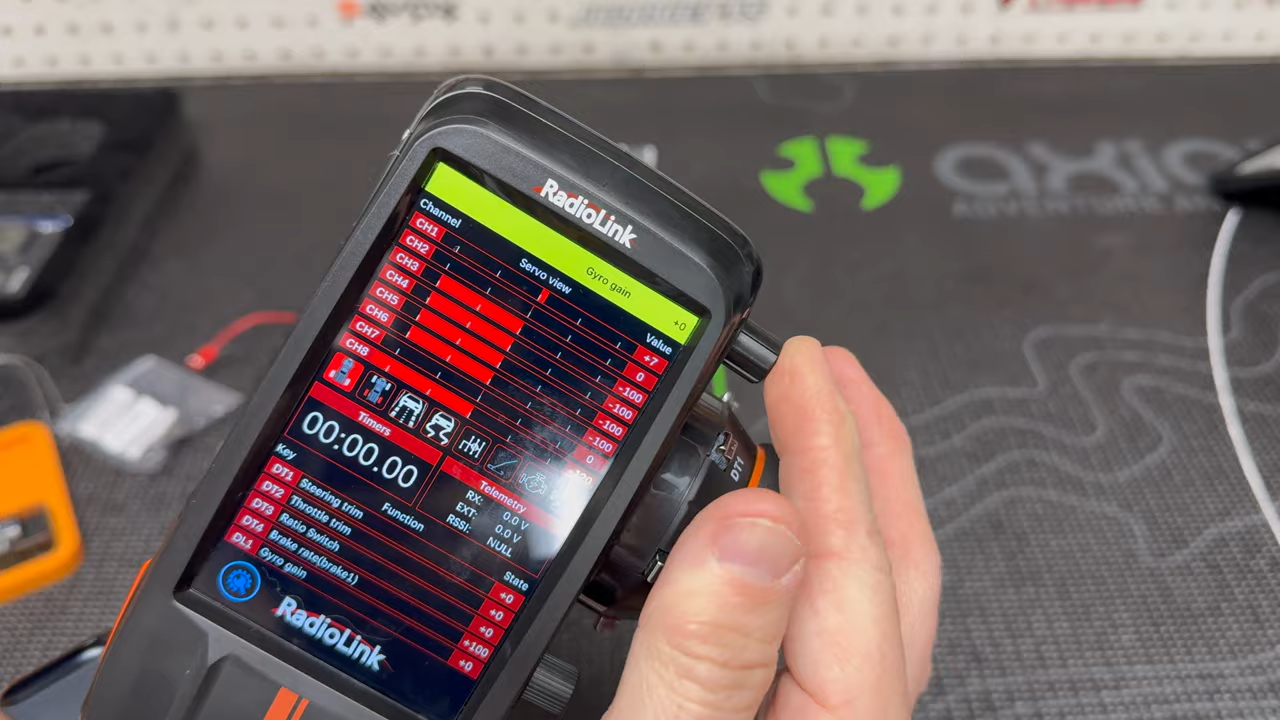 RadioLink
Gyro gain +0
Channel Servo view Value
CH1 +7
CH2 0
CH3 -100
CH4 -100
CH5 -100
CH6 -100
CH7 0
CH8
Timers
00:00.00
Telemetry
RX: 0.0 V
EXT: 0.0 V
RSSI: NULL
Key Function State
DT1 Steering trim +0
DT2 Throttle trim +0
DT3 Ratio Switch +0
DT4 Brake rate(brake1) +100
DL1 Gyro gain +0
RadioLink
DT1